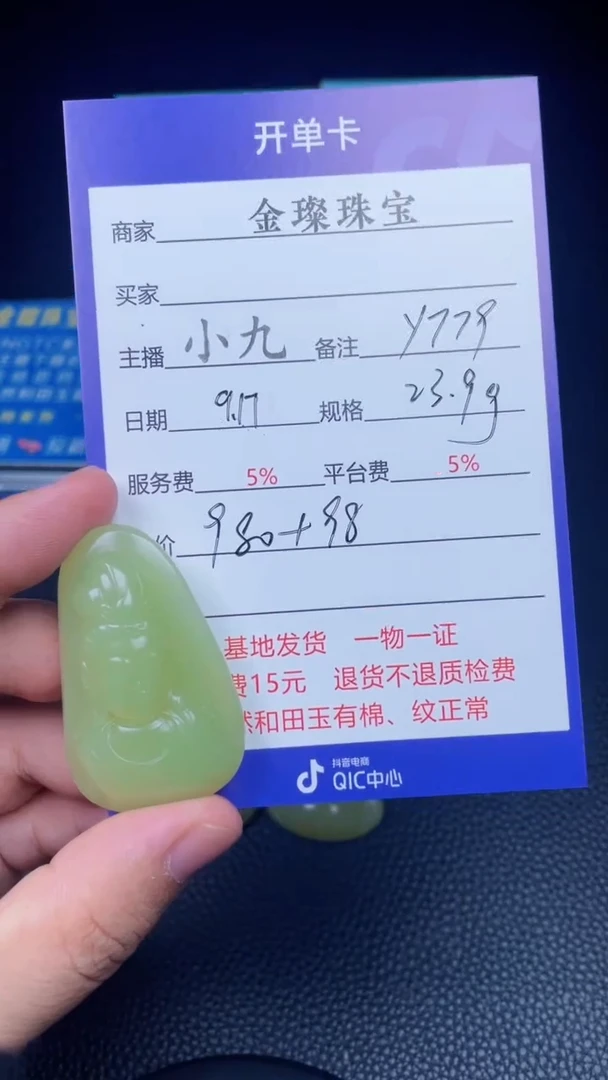 开单卡
商家 金璨珠宝
买家
主播 小九 备注 Y779
日期 9.17 规格 23.9g
服务费 5% 平台费 5%
价 980+98
基地发货 一物一证
费15元 退货不退质检费
然和田玉有棉、纹正常
抖音电商
QIC中心